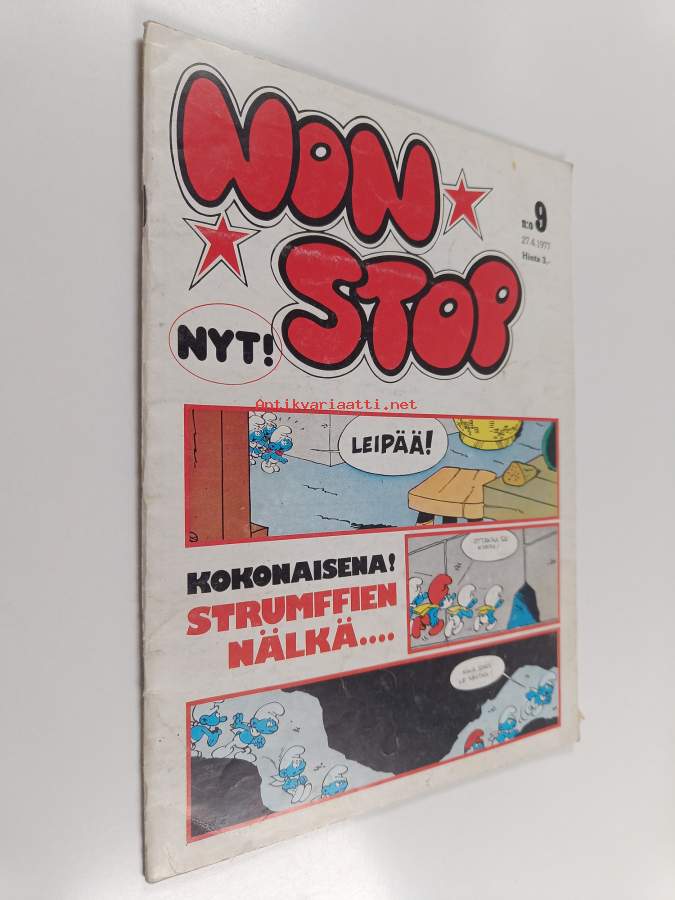 NON
STOP
n:o 9
27.4.1977
Hinta 3,-
NYT!
Antikvariaatti.net
LEIPÄÄ!
KOKONAISENA!
STRUMFFIEN
NÄLKÄ....